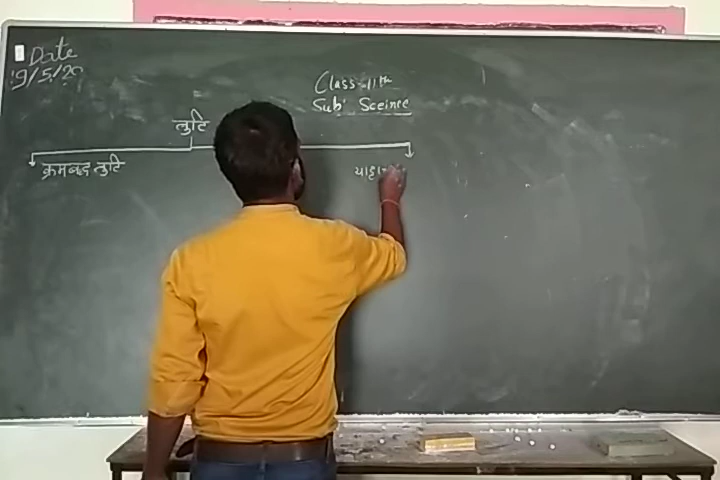 Date
19/5/20
Class-11th
Sub' Sceince
त्रुटि
क्रमबद्ध त्रुटि